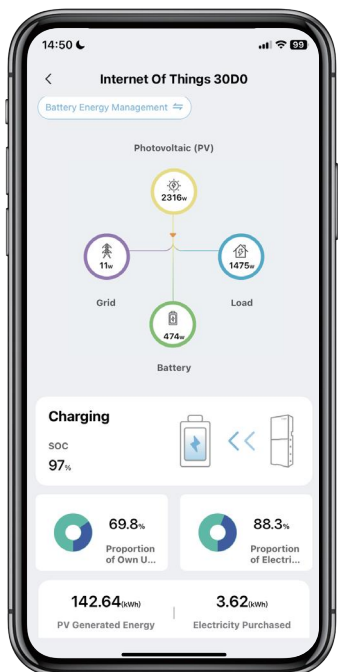 14:50 99
Internet Of Things 30D0
Battery Energy Management
Photovoltaic (PV)
2316w
11w
1475w
Grid
Load
474w
Battery
Charging
SOC
97%
69.8%
Proportion
of Own U...
88.3%
Proportion
of Electri...
142.64(kWh)
PV Generated Energy
3.62(kWh)
Electricity Purchased